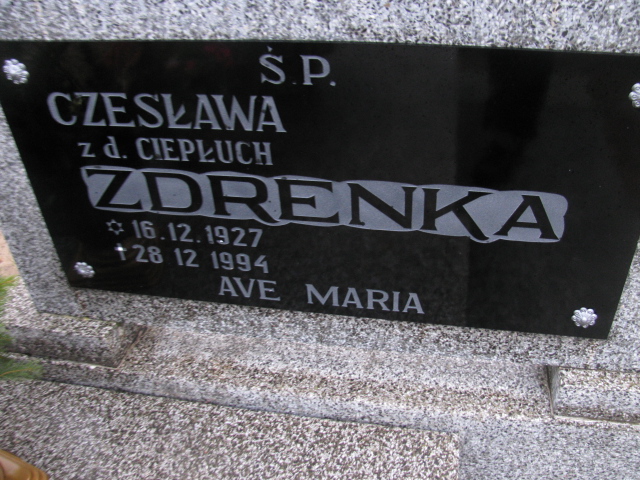 Ś.P.
CZESŁAWA
z d. CIEPŁUCH
ZDRENKA
✡ 16.12.1927
† 28 12 1994
AVE MARIA